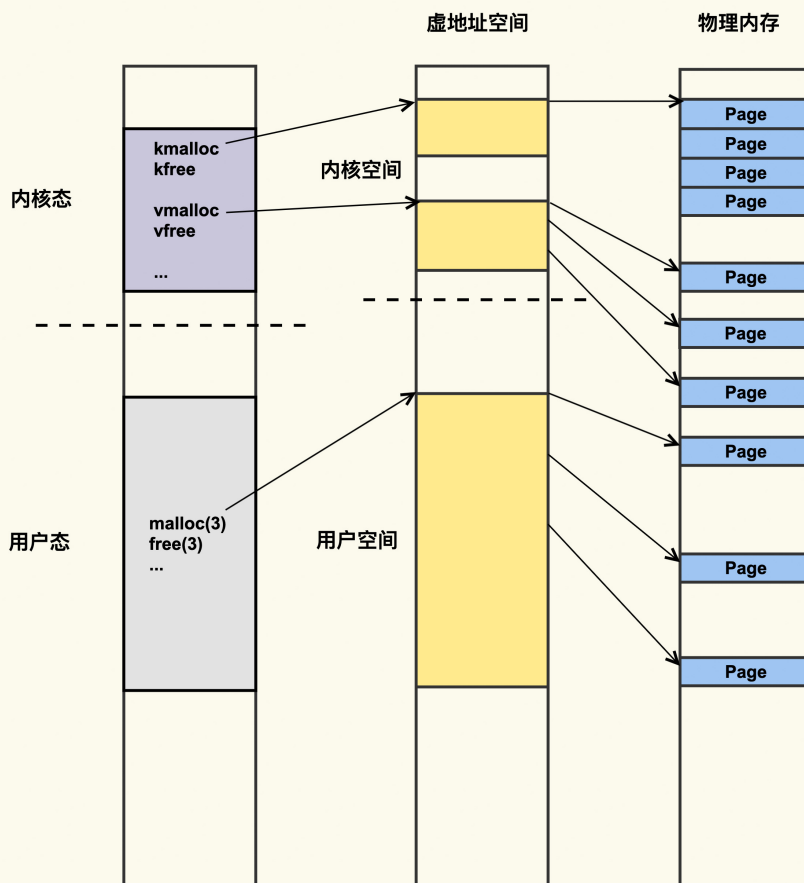 虚地址空间
物理内存
内核态
kmalloc
kfree
vmalloc
vfree
...
内核空间
Page
Page
Page
Page
Page
Page
Page
Page
用户态
malloc(3)
free(3)
...
用户空间
Page
Page